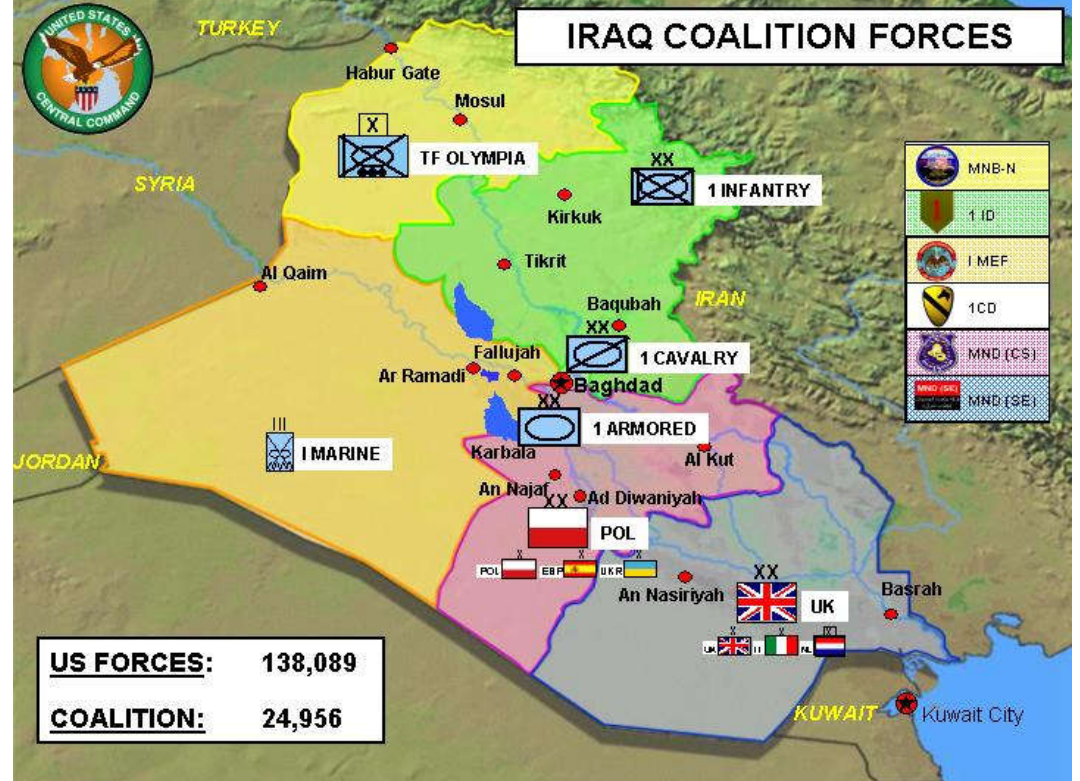 UNITED STATES
CENTRAL COMMAND
TURKEY
IRAQ COALITION FORCES
Habur Gate
Mosul
X
TF OLYMPIA
XX
1 INFANTRY
SYRIA
Kirkuk
Al Qaim
Tikrit
IRAN
Baqubah
XX
1 CAVALRY
Fallujah
Ar Ramadi
Baghdad
XX
1 ARMORED
III
I MARINE
JORDAN
Karbala
Al Kut
An Najaf
Ad Diwaniyah
XX
POL
X X X
POL ESP UKR
An Nasiriyah
XX
UK
Basrah
X X
UK IT NL
KUWAIT
Kuwait City
MNB-N
1
1 ID
I MEF
1CD
MND (CS)
MND (SE)
MND (SE)
US FORCES: 138,089
COALITION: 24,956